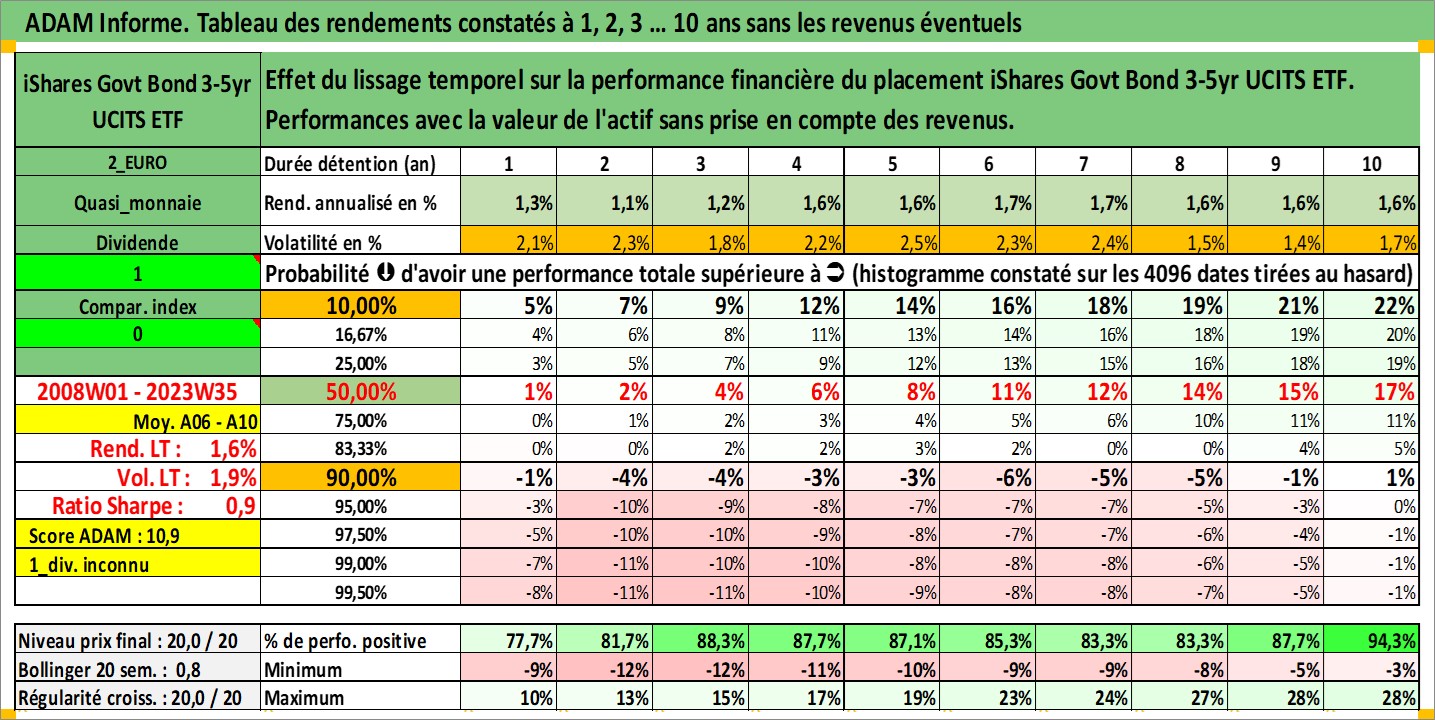 ADAM Informe. Tableau des rendements constatés à 1, 2, 3 ... 10 ans sans les revenus éventuels
iShares Govt Bond 3-5yr UCITS ETF
Effet du lissage temporel sur la performance financière du placement iShares Govt Bond 3-5yr UCITS ETF.
Performances avec la valeur de l'actif sans prise en compte des revenus.
2_EURO Durée détention (an) 1 2 3 4 5 6 7 8 9 10
Quasi_monnaie Rend. annualisé en % 1,3% 1,1% 1,2% 1,6% 1,6% 1,7% 1,7% 1,6% 1,6% 1,6%
Dividende Volatilité en % 2,1% 2,3% 1,8% 2,2% 2,5% 2,3% 2,4% 1,5% 1,4% 1,7%
1 Probabilité ⬇ d'avoir une performance totale supérieure à ➲ (histogramme constaté sur les 4096 dates tirées au hasard)
Compar. index 10,00% 5% 7% 9% 12% 14% 16% 18% 19% 21% 22%
0 16,67% 4% 6% 8% 11% 13% 14% 16% 18% 19% 20%
25,00% 3% 5% 7% 9% 12% 13% 15% 16% 18% 19%
2008W01 - 2023W35 50,00% 1% 2% 4% 6% 8% 11% 12% 14% 15% 17%
Moy. A06 - A10 75,00% 0% 1% 2% 3% 4% 5% 6% 10% 11% 11%
Rend. LT : 1,6% 83,33% 0% 0% 2% 2% 3% 2% 0% 0% 4% 5%
Vol. LT : 1,9% 90,00% -1% -4% -4% -3% -3% -6% -5% -5% -1% 1%
Ratio Sharpe : 0,9 95,00% -3% -10% -9% -8% -7% -7% -7% -5% -3% 0%
Score ADAM : 10,9 97,50% -5% -10% -10% -9% -8% -7% -7% -6% -4% -1%
1_div. inconnu 99,00% -7% -11% -10% -10% -8% -8% -8% -6% -5% -1%
99,50% -8% -11% -11% -10% -9% -8% -8% -7% -5% -1%
Niveau prix final : 20,0 / 20 % de perfo. positive 77,7% 81,7% 88,3% 87,7% 87,1% 85,3% 83,3% 83,3% 87,7% 94,3%
Bollinger 20 sem. : 0,8 Minimum -9% -12% -12% -11% -10% -9% -9% -8% -5% -3%
Régularité croiss. : 20,0 / 20 Maximum 10% 13% 15% 17% 19% 23% 24% 27% 28% 28%